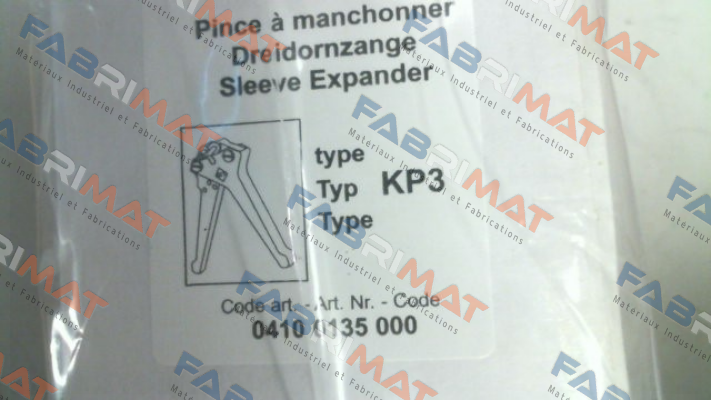 Pince à manchonner
Dreidornzange
Sleeve Expander
type
Typ KP3
Type
Code art. - Art. Nr. - Code
0410 0135 000
FABRIMAT
Matériaux Industriel et Fabrications